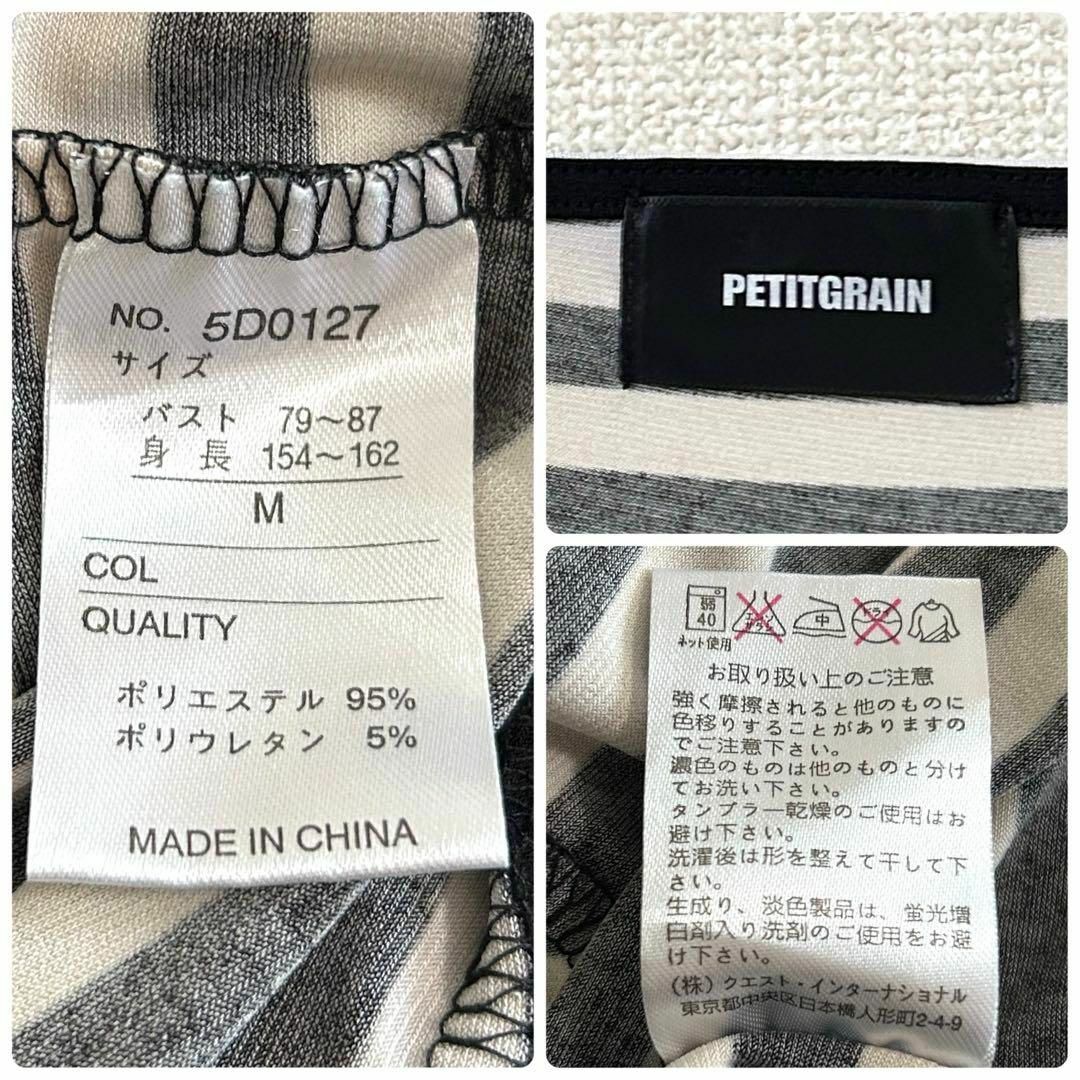 NO. 5D0127
サイズ
バスト 79〜87
身長 154〜162
M
COL
QUALITY
ポリエステル 95%
ポリウレタン 5%
MADE IN CHINA
PETITGRAIN
40 中 ドライ
ネット使用
お取り扱い上のご注意
強く摩擦されると他のものに
色移りすることがありますの
でご注意下さい。
濃色のものは他のものと分け
てお洗い下さい。
タンブラー乾燥のご使用はお
避け下さい。
洗濯後は形を整えて干して下
さい。
生成り、淡色製品は、蛍光増
白剤入り洗剤のご使用をお避
け下さい。
(株)クエスト・インターナショナル
東京都中央区日本橋人形町2-4-9